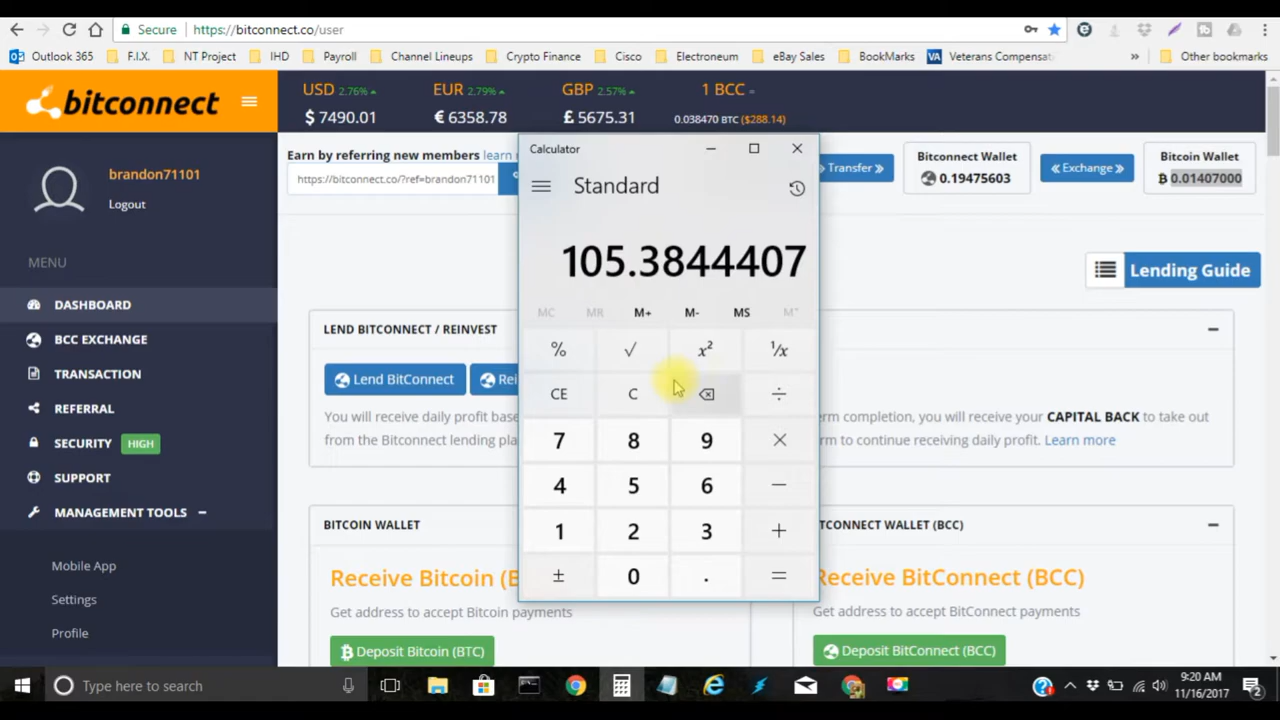 Secure https://bitconnect.co/user
Outlook 365 F.I.X. NT Project IHD Payroll Channel Lineups Crypto Finance Cisco Electroneum eBay Sales BookMarks VA Veterans Compensat » Other bookmarks
bitconnect
USD 2.76% EUR 2.79% GBP 2.57% 1 BCC =
$ 7490.01 € 6358.78 £ 5675.31 0.038470 BTC ($288.14)
brandon71101
Logout
Earn by referring new members learn
https://bitconnect.co/?ref=brandon71101
Transfer »
Bitconnect Wallet
0.19475603
« Exchange »
Bitcoin Wallet
0.01407000
Lending Guide
MENU
DASHBOARD
BCC EXCHANGE
TRANSACTION
REFERRAL
SECURITY HIGH
SUPPORT
MANAGEMENT TOOLS −
Mobile App
Settings
Profile
LEND BITCONNECT / REINVEST
Lend BitConnect Rei
You will receive daily profit base
from the Bitconnect lending pla
rm completion, you will receive your CAPITAL BACK to take out
rm to continue receiving daily profit. Learn more
BITCOIN WALLET
Receive Bitcoin (B
Get address to accept Bitcoin payments
Deposit Bitcoin (BTC)
TCONNECT WALLET (BCC)
Receive BitConnect (BCC)
Get address to accept BitConnect payments
Deposit BitConnect (BCC)
Calculator
Standard
105.3844407
MC MR M+ M- MS M˅
% √ x² ¹/x
CE C ÷
7 8 9 ×
4 5 6 −
1 2 3 +
± 0 . =
Type here to search
9:20 AM
11/16/2017
2